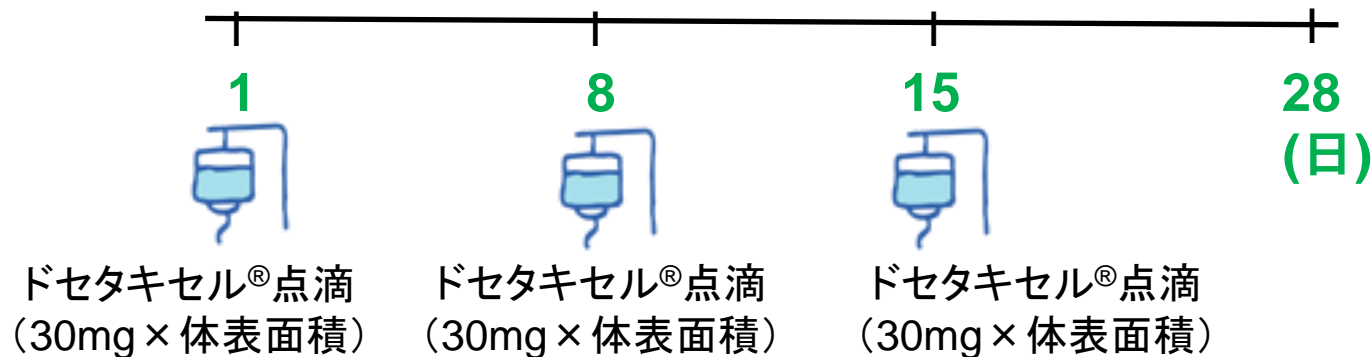 1 8 15 28
(日)
ドセタキセル®点滴 ドセタキセル®点滴 ドセタキセル®点滴
（30mg×体表面積） （30mg×体表面積） （30mg×体表面積）